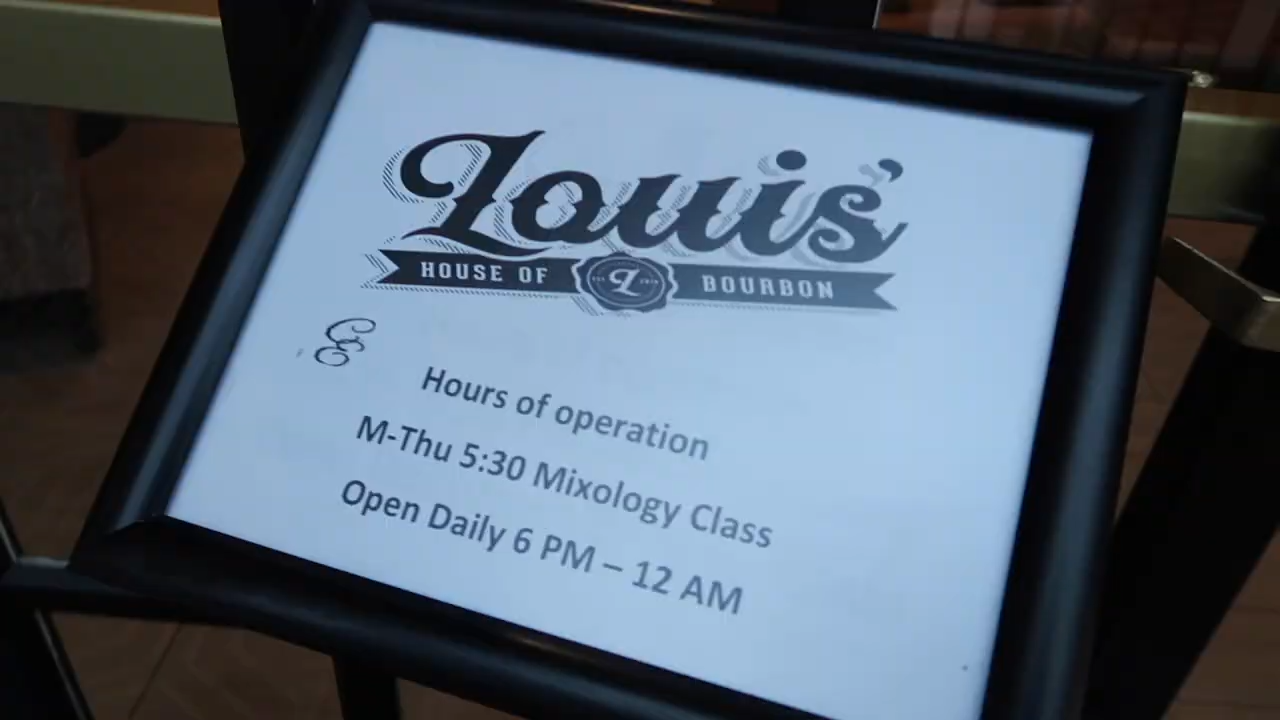 Louis'
HOUSE OF L BOURBON
Hours of operation
M-Thu 5:30 Mixology Class
Open Daily 6 PM – 12 AM